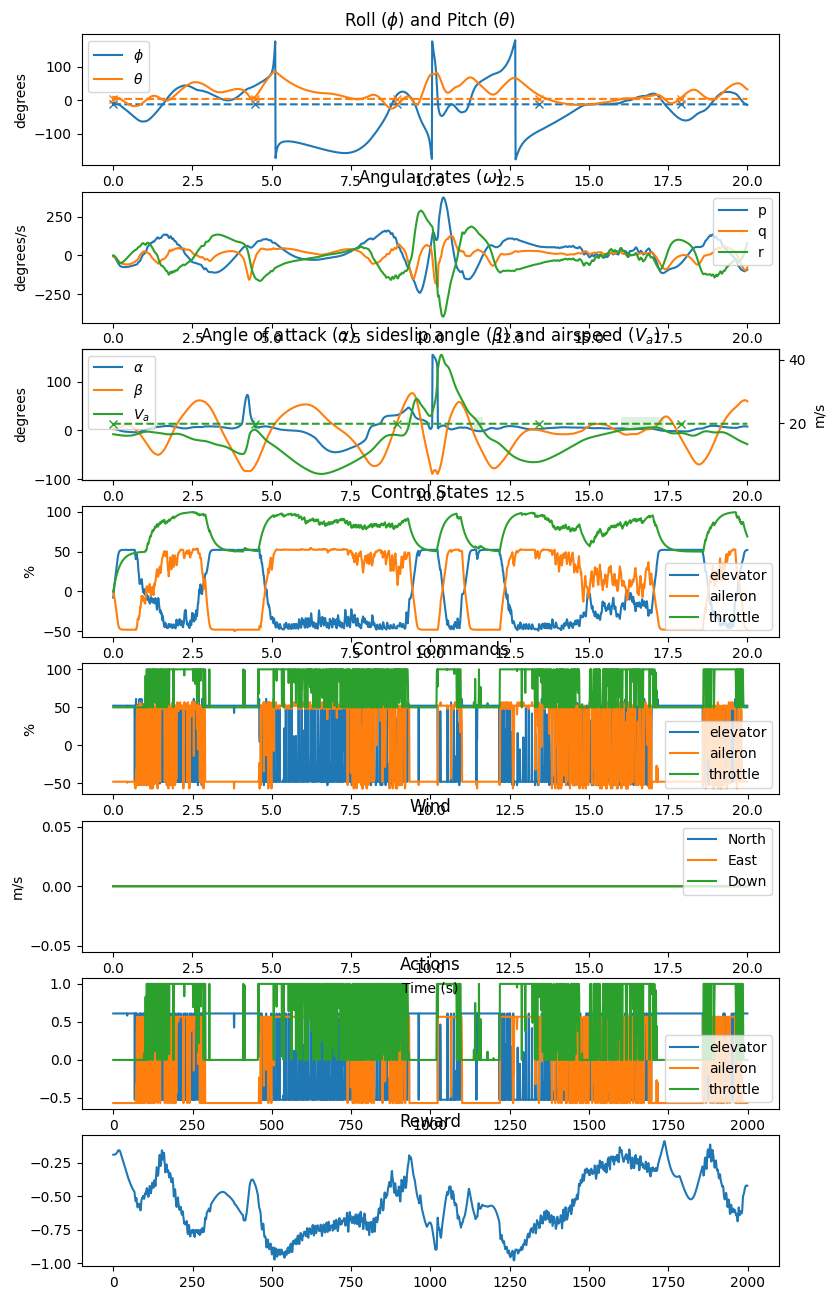 Roll (ϕ) and Pitch (θ)
degrees
100
0
−100
ϕ
θ
0.0 2.5 5.0 7.5 10.0 12.5 15.0 17.5 20.0
Angular rates (ω)
degrees/s
250
0
−250
p
q
r
0.0 2.5 5.0 7.5 10.0 12.5 15.0 17.5 20.0
Angle of attack (α), sideslip angle (β) and airspeed (Vₐ)
degrees
100
0
−100
α
β
Vₐ
40
20
m/s
0.0 2.5 5.0 7.5 10.0 12.5 15.0 17.5 20.0
Control States
%
100
50
0
−50
elevator
aileron
throttle
0.0 2.5 5.0 7.5 10.0 12.5 15.0 17.5 20.0
Control commands
%
100
50
0
−50
elevator
aileron
throttle
0.0 2.5 5.0 7.5 10.0 12.5 15.0 17.5 20.0
Wind
m/s
0.05
0.00
−0.05
North
East
Down
0.0 2.5 5.0 7.5 10.0 12.5 15.0 17.5 20.0
Actions
Time (s)
1.0
0.5
0.0
−0.5
elevator
aileron
throttle
0 250 500 750 1000 1250 1500 1750 2000
Reward
−0.25
−0.50
−0.75
−1.00
0 250 500 750 1000 1250 1500 1750 2000